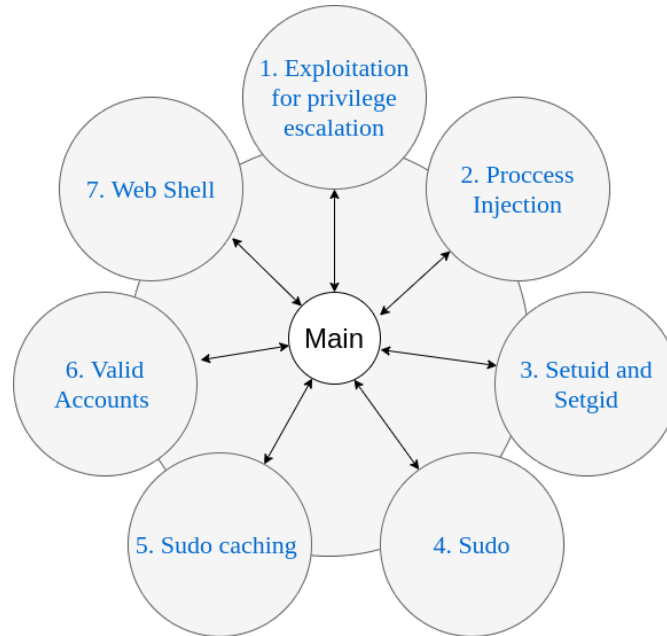 1. Exploitation
for privilege
escalation
2. Proccess
Injection
3. Setuid and
Setgid
4. Sudo
5. Sudo caching
6. Valid
Accounts
7. Web Shell
Main